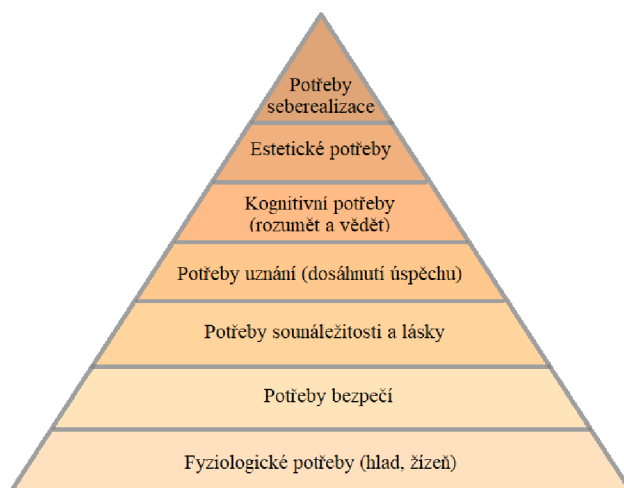 Potřeby
seberealizace
Estetické potřeby
Kognitivní potřeby
(rozumět a vědět)
Potřeby uznání (dosáhnutí úspěchu)
Potřeby sounáležitosti a lásky
Potřeby bezpečí
Fyziologické potřeby (hlad, žízeň)